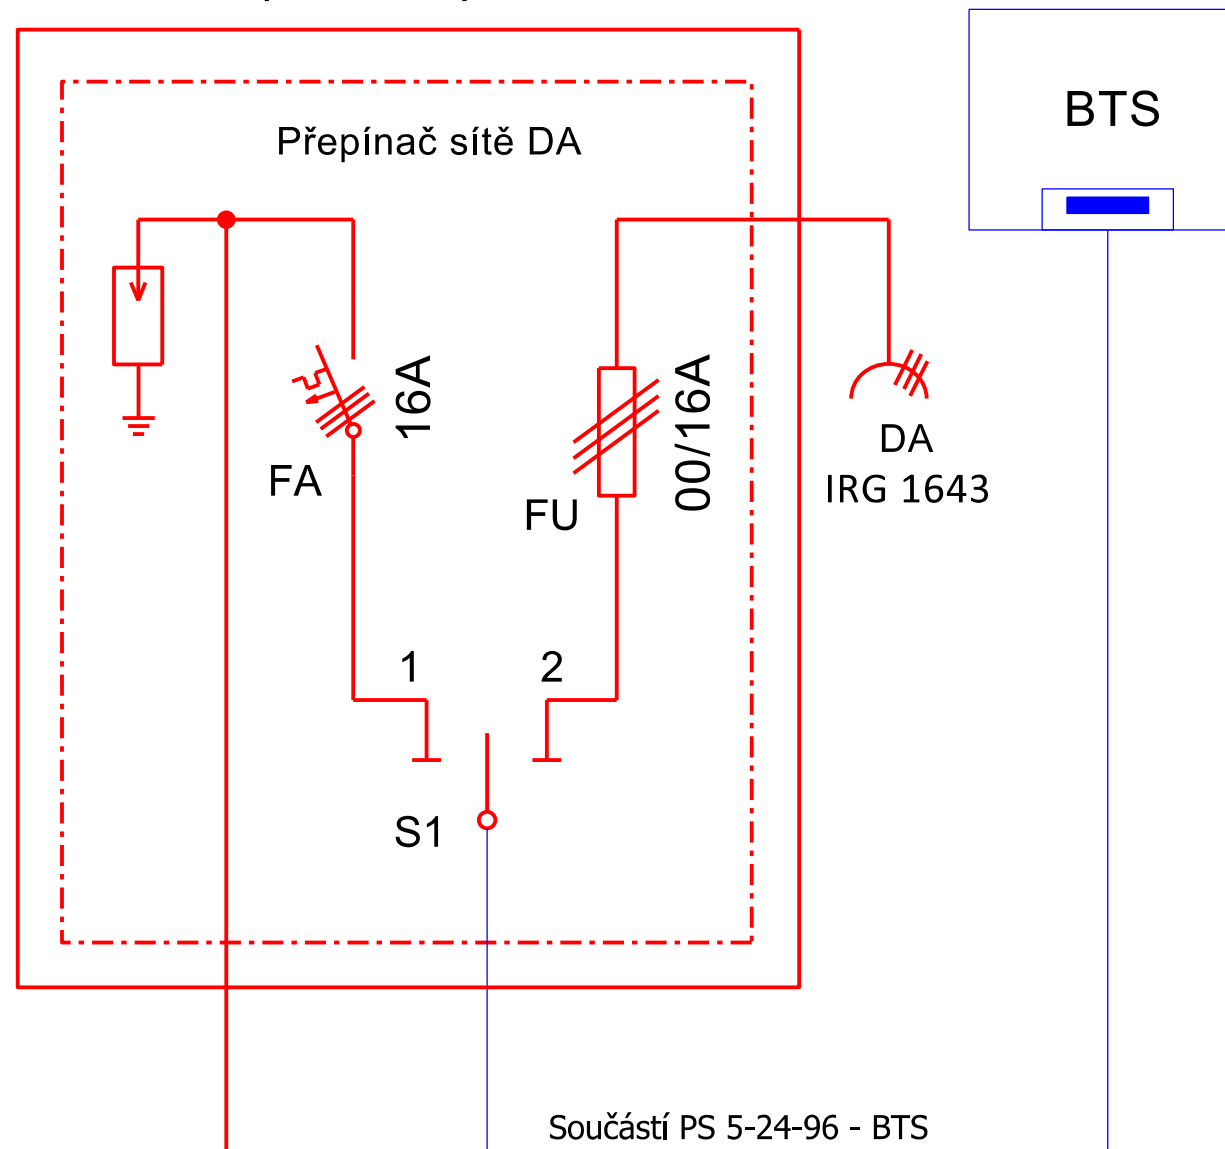 BTS
Přepínač sítě DA
16A
00/16A
DA
IRG 1643
FA
FU
1
2
S1
Součástí PS 5-24-96 - BTS